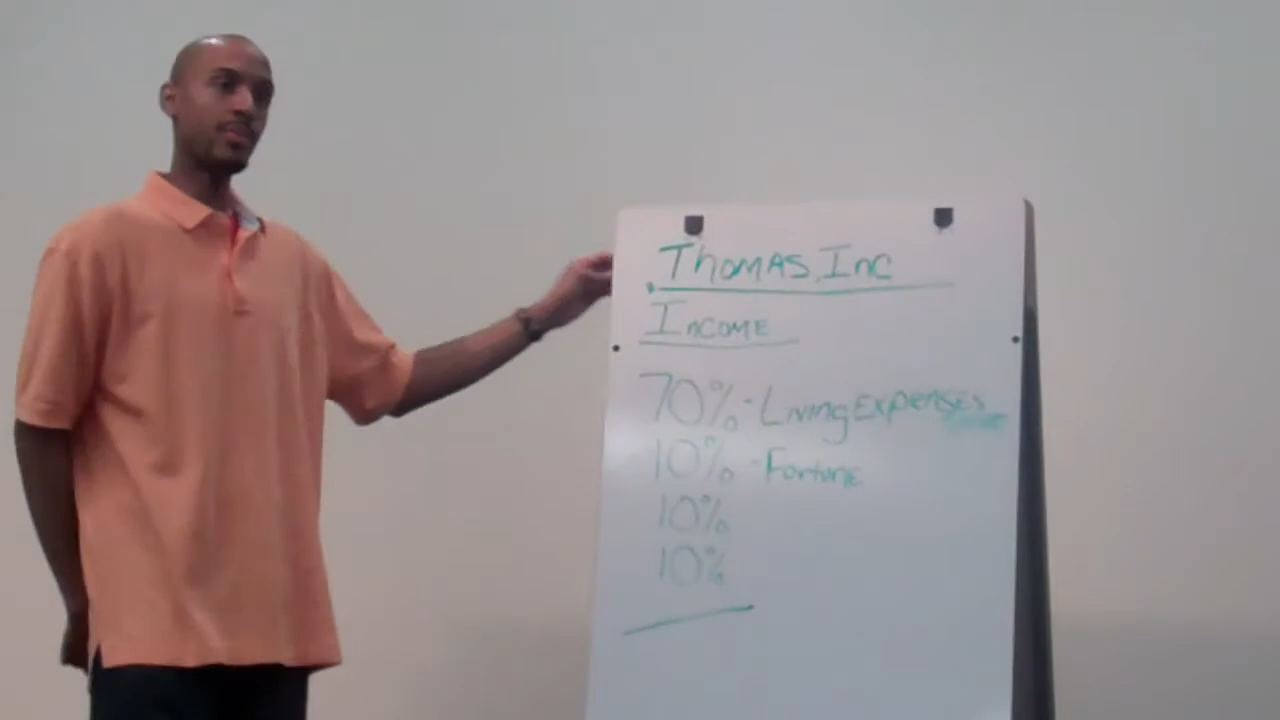 Thomas, Inc
Income
70% - Living Expenses
10% - Fortune
10%
10%